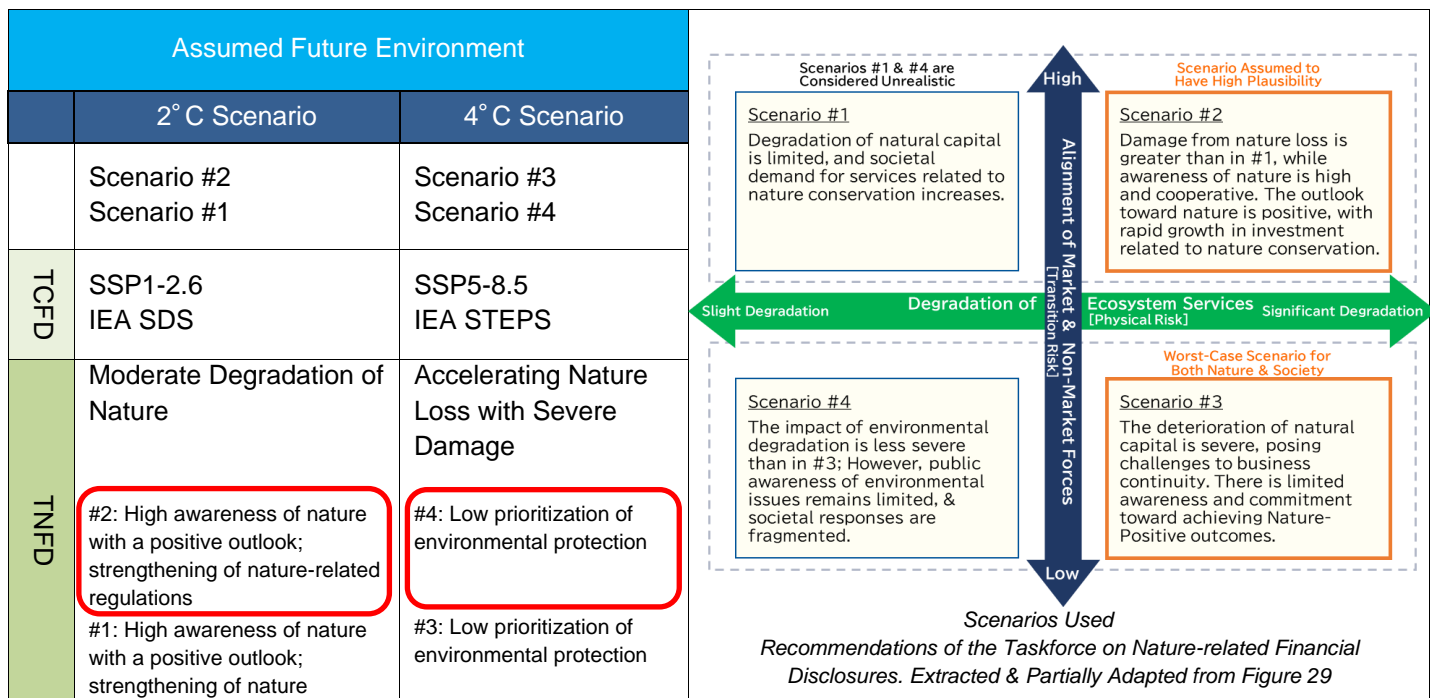 Assumed Future Environment
2°C Scenario
4°C Scenario
Scenario #2
Scenario #1
Scenario #3
Scenario #4
TCFD
SSP1-2.6
IEA SDS
SSP5-8.5
IEA STEPS
TNFD
Moderate Degradation of
Nature
Accelerating Nature
Loss with Severe
Damage
#2: High awareness of nature
with a positive outlook;
strengthening of nature-related
regulations
#4: Low prioritization of
environmental protection
#1: High awareness of nature
with a positive outlook;
strengthening of nature
#3: Low prioritization of
environmental protection
Scenarios #1 & #4 are
Considered Unrealistic
High
Scenario Assumed to
Have High Plausibility
Scenario #1
Degradation of natural capital
is limited, and societal
demand for services related to
nature conservation increases.
Scenario #2
Damage from nature loss is
greater than in #1, while
awareness of nature is high
and cooperative. The outlook
toward nature is positive, with
rapid growth in investment
related to nature conservation.
Alignment of Market & Non-Market Forces
[Transition Risk]
Slight Degradation
Degradation of Ecosystem Services
[Physical Risk]
Significant Degradation
Worst-Case Scenario for
Both Nature & Society
Scenario #4
The impact of environmental
degradation is less severe
than in #3; However, public
awareness of environmental
issues remains limited, &
societal responses are
fragmented.
Scenario #3
The deterioration of natural
capital is severe, posing
challenges to business
continuity. There is limited
awareness and commitment
toward achieving Nature-
Positive outcomes.
Low
Scenarios Used
Recommendations of the Taskforce on Nature-related Financial
Disclosures. Extracted & Partially Adapted from Figure 29